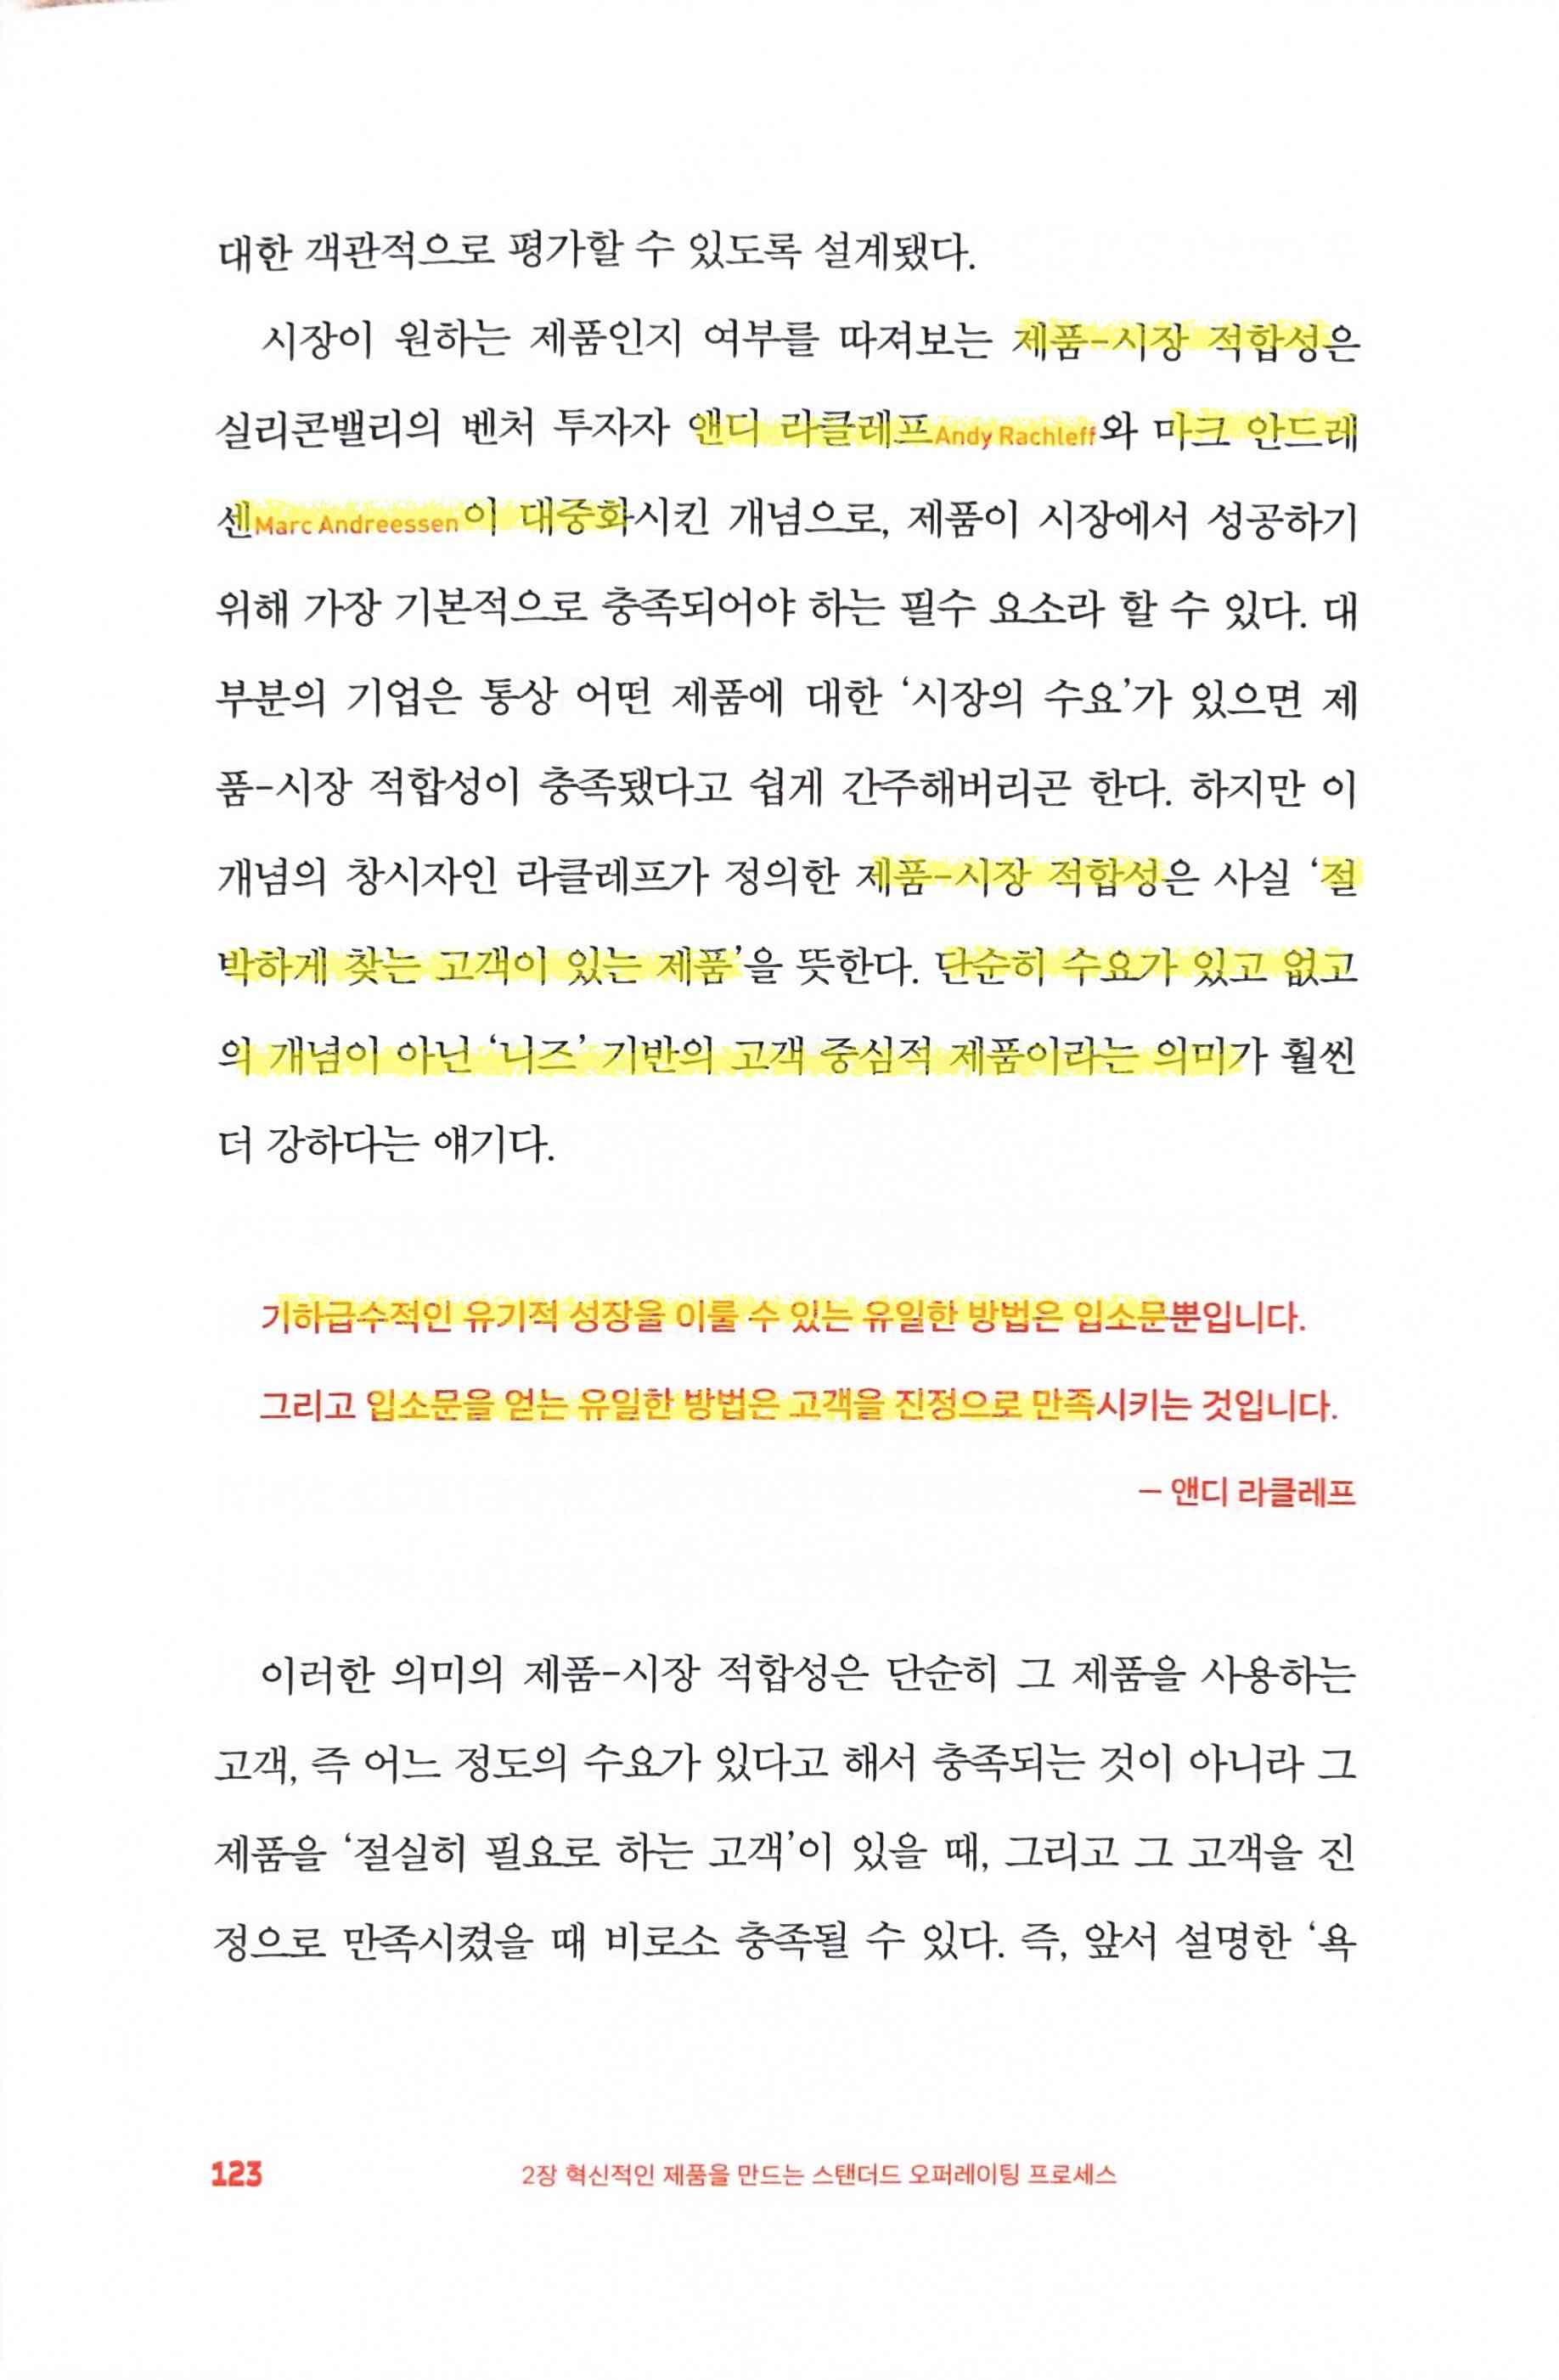 대한 객관적으로 평가할 수 있도록 설계됐다.
시장이 원하는 제품인지 여부를 따져보는 제품-시장 적합성은
실리콘밸리의 벤처 투자자 앤디 라클레프Andy Rachleff와 마크 안드레
센Marc Andreessen이 대중화시킨 개념으로, 제품이 시장에서 성공하기
위해 가장 기본적으로 충족되어야 하는 필수 요소라 할 수 있다. 대
부분의 기업은 통상 어떤 제품에 대한 ‘시장의 수요’가 있으면 제
품-시장 적합성이 충족됐다고 쉽게 간주해버리곤 한다. 하지만 이
개념의 창시자인 라클레프가 정의한 제품-시장 적합성은 사실 ‘절
박하게 찾는 고객이 있는 제품’을 뜻한다. 단순히 수요가 있고 없고
의 개념이 아닌 ‘니즈’ 기반의 고객 중심적 제품이라는 의미가 훨씬
더 강하다는 얘기다.
기하급수적인 유기적 성장을 이룰 수 있는 유일한 방법은 입소문뿐입니다.
그리고 입소문을 얻는 유일한 방법은 고객을 진정으로 만족시키는 것입니다.
– 앤디 라클레프
이러한 의미의 제품-시장 적합성은 단순히 그 제품을 사용하는
고객, 즉 어느 정도의 수요가 있다고 해서 충족되는 것이 아니라 그
제품을 ‘절실히 필요로 하는 고객’이 있을 때, 그리고 그 고객을 진
정으로 만족시켰을 때 비로소 충족될 수 있다. 즉, 앞서 설명한 ‘욕
123 2장 혁신적인 제품을 만드는 스탠더드 오퍼레이팅 프로세스